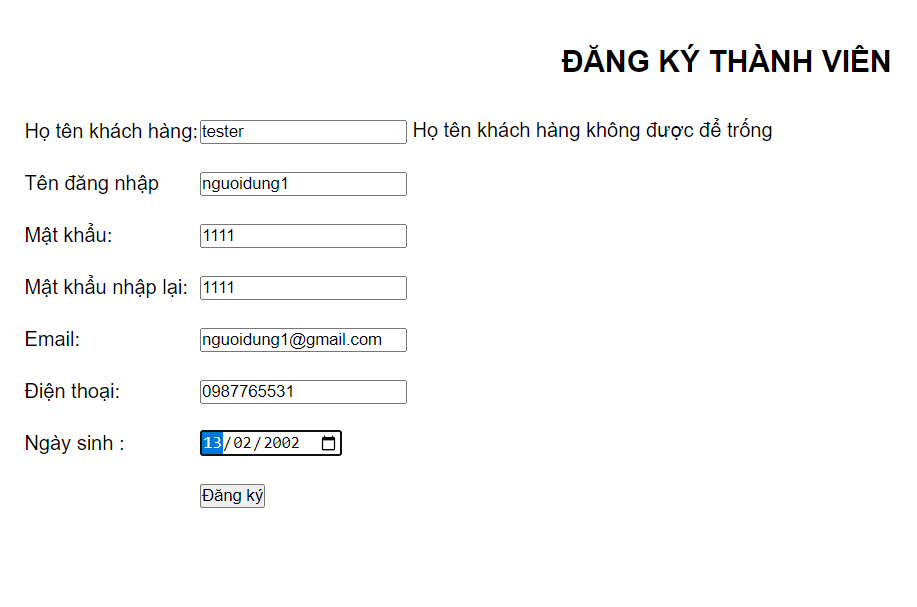 ĐĂNG KÝ THÀNH VIÊN
Họ tên khách hàng: tester Họ tên khách hàng không được để trống
Tên đăng nhập nguoidung1
Mật khẩu: 1111
Mật khẩu nhập lại: 1111
Email: nguoidung1@gmail.com
Điện thoại: 0987765531
Ngày sinh : 13/02/2002
Đăng ký